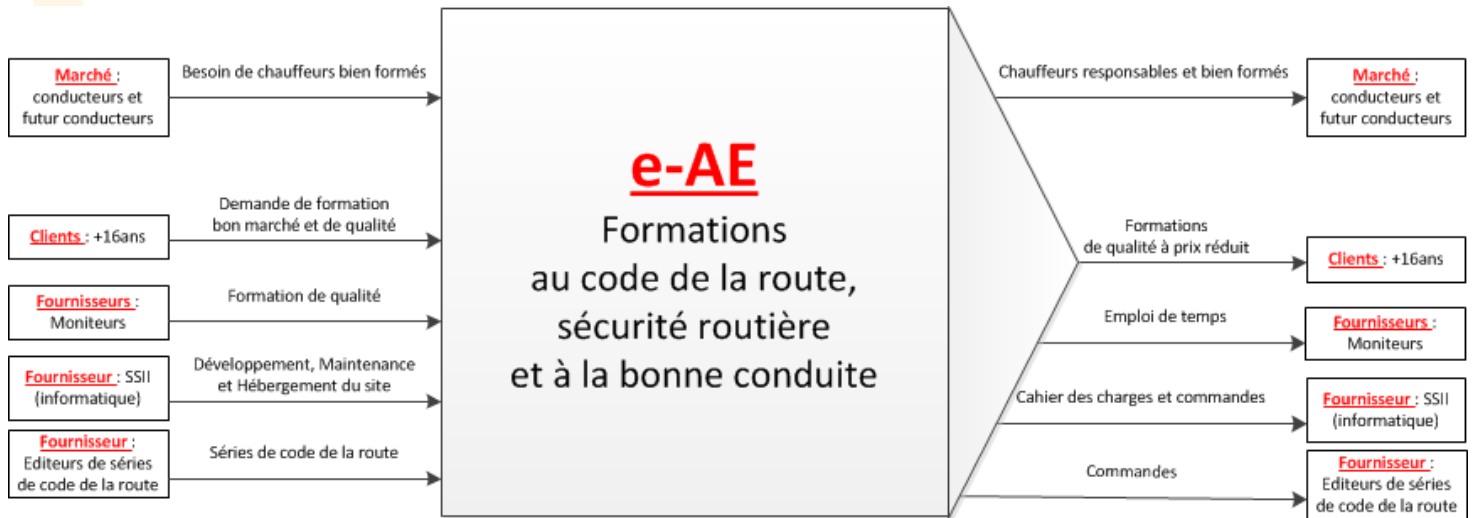 Marché :
conducteurs et
futur conducteurs
Besoin de chauffeurs bien formés
Clients : +16ans
Demande de formation
bon marché et de qualité
Fournisseurs :
Moniteurs
Formation de qualité
Fournisseur : SSII
(informatique)
Développement, Maintenance
et Hébergement du site
Fournisseur :
Editeurs de séries
de code de la route
Séries de code de la route
e-AE
Formations
au code de la route,
sécurité routière
et à la bonne conduite
Chauffeurs responsables et bien formés
Marché :
conducteurs et
futur conducteurs
Formations
de qualité à prix réduit
Clients : +16ans
Emploi de temps
Fournisseurs :
Moniteurs
Cahier des charges et commandes
Fournisseur : SSII
(informatique)
Commandes
Fournisseur :
Editeurs de séries
de code de la route